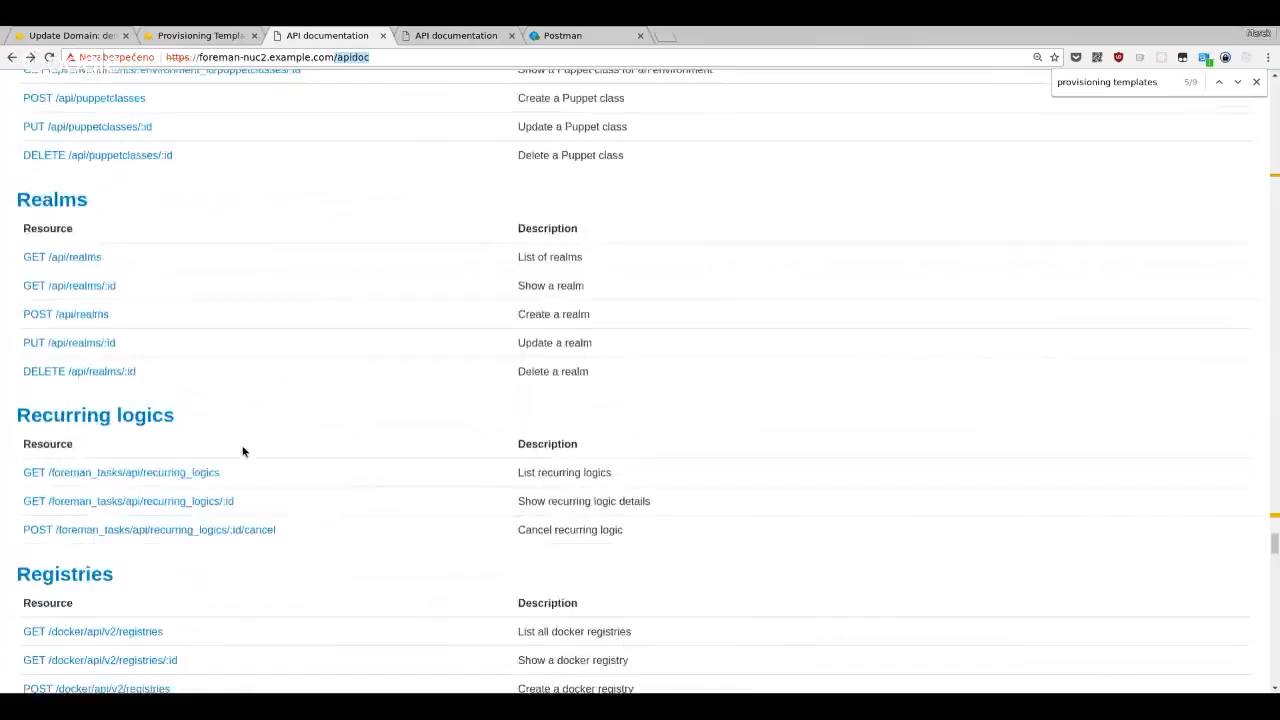 Update Domain: de
Provisioning Templ
API documentation
API documentation
Postman
Marek
Nezabezpečeno
https://foreman-nuc2.example.com/apidoc
provisioning templates 5/9
Show a Puppet class for an environment
POST /api/puppetclasses Create a Puppet class
PUT /api/puppetclasses/:id Update a Puppet class
DELETE /api/puppetclasses/:id Delete a Puppet class
Realms
Resource Description
GET /api/realms List of realms
GET /api/realms/:id Show a realm
POST /api/realms Create a realm
PUT /api/realms/:id Update a realm
DELETE /api/realms/:id Delete a realm
Recurring logics
Resource Description
GET /foreman_tasks/api/recurring_logics List recurring logics
GET /foreman_tasks/api/recurring_logics/:id Show recurring logic details
POST /foreman_tasks/api/recurring_logics/:id/cancel Cancel recurring logic
Registries
Resource Description
GET /docker/api/v2/registries List all docker registries
GET /docker/api/v2/registries/:id Show a docker registry
POST /docker/api/v2/registries Create a docker registry